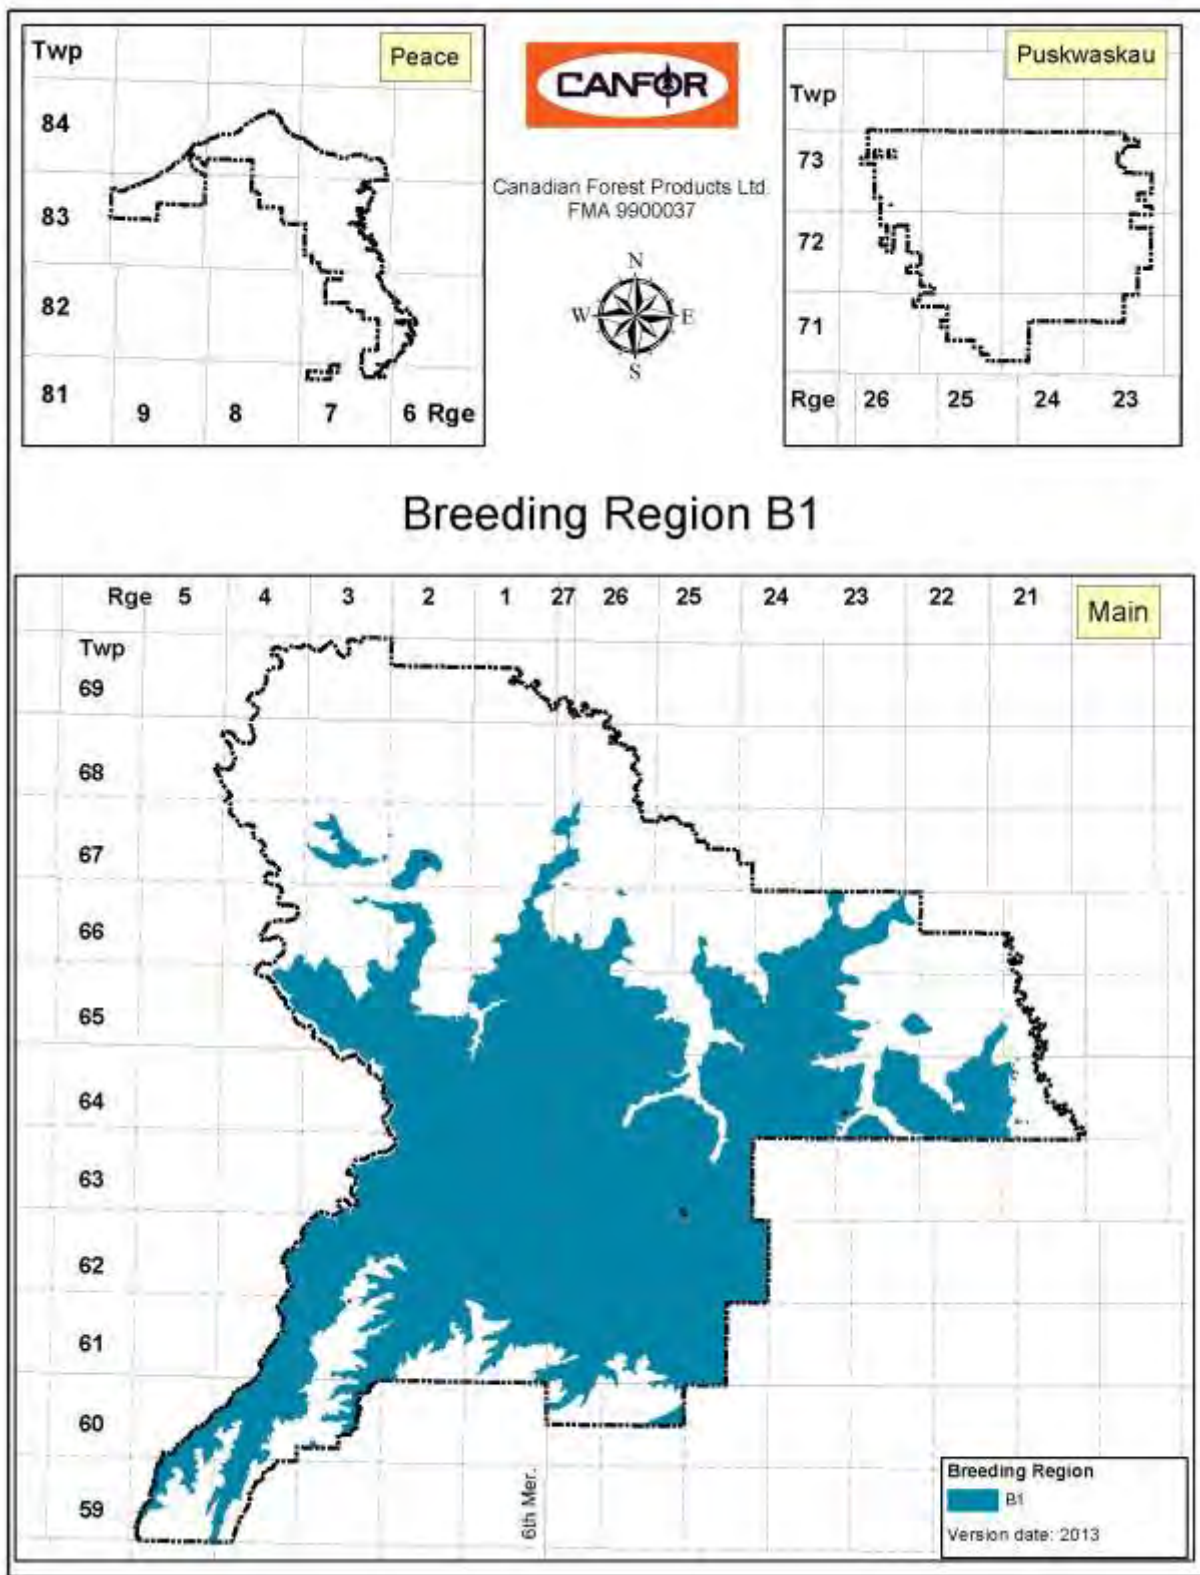 Twp
Peace
84
83
82
81
9 8 7 6 Rge
CANFOR
Canadian Forest Products Ltd.
FMA 9900037
N
W E
S
Puskwaskau
Twp
73
72
71
Rge 26 25 24 23
Breeding Region B1
Rge 5 4 3 2 1 27 26 25 24 23 22 21
Main
Twp
69
68
67
66
65
64
63
62
61
60
59
6th Mer.
Breeding Region
B1
Version date: 2013